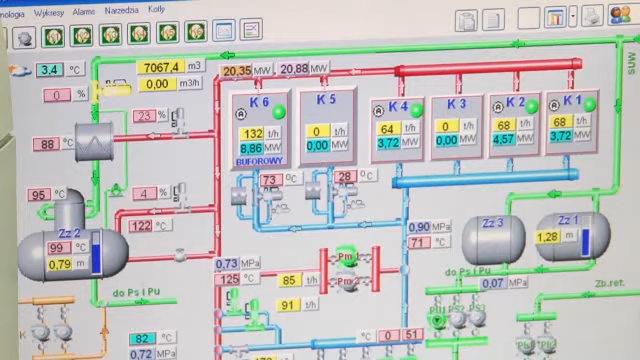 nologia Wykresy Alarms Narzedzia Kotły
3,4 °C
7067,4 m3
0,00 m3/h
0 %
20,35 MW
20,88 MW
SUW
K 6
132 t/h
8,86 MW
BUFOROWY
K 5
0 t/h
0,00 MW
K 4
64 t/h
3,72 MW
K 3
0 t/h
0,00 MW
K 2
68 t/h
4,57 MW
K 1
68 t/h
3,72 MW
23 %
88 °C
73 °C
28 °C
95 °C
4 %
122 °C
Zz 2
99 °C
0,79 m
0,90 MPa
71 °C
Zz 3
Zz 1
1,28 m
0,73 MPa
125 °C
85 t/h
91 t/h
Pm 1
Pm 2
do Ps i Pu
do Ps i Pu
0,07 MPa
Zb.ret.
PU1 PS2 PS3
82 °C
0,72 MPa
°C 0 51
K